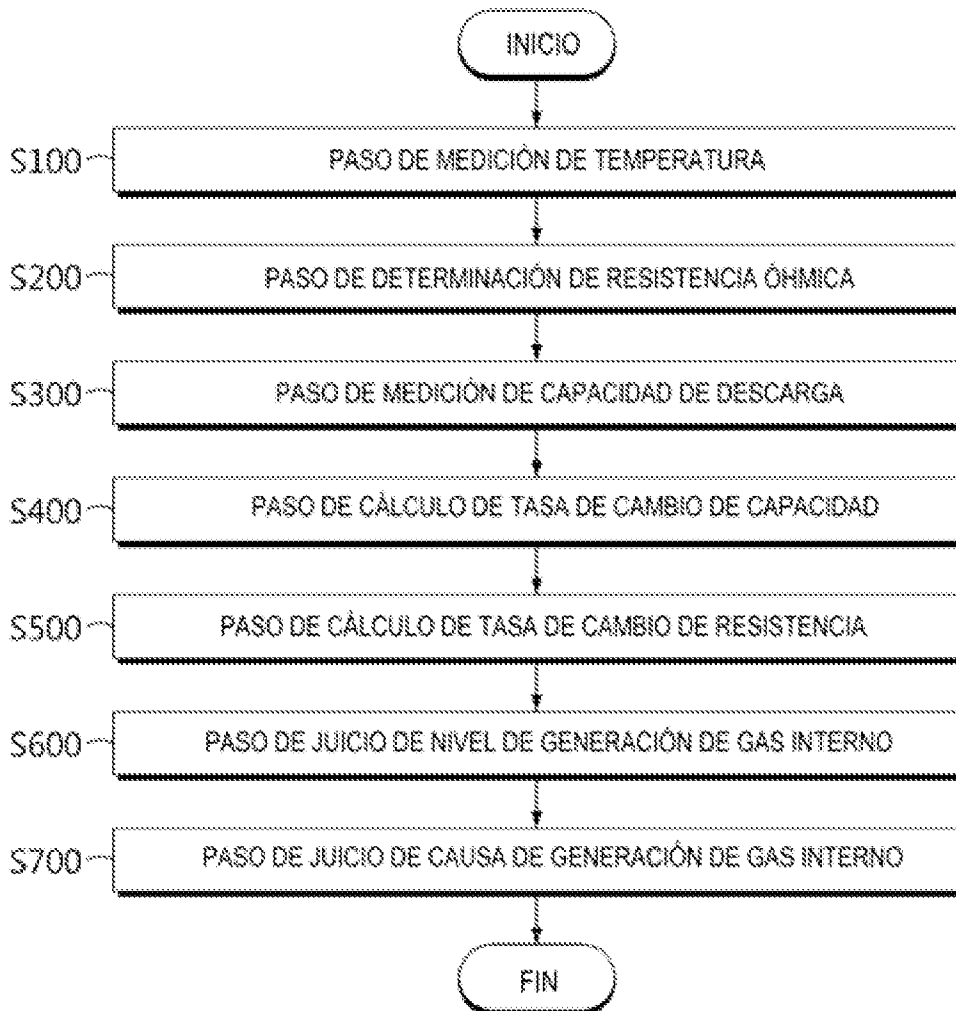 INICIO
S100 PASO DE MEDICIÓN DE TEMPERATURA
S200 PASO DE DETERMINACIÓN DE RESISTENCIA ÓHMICA
S300 PASO DE MEDICIÓN DE CAPACIDAD DE DESCARGA
S400 PASO DE CÁLCULO DE TASA DE CAMBIO DE CAPACIDAD
S500 PASO DE CÁLCULO DE TASA DE CAMBIO DE RESISTENCIA
S600 PASO DE JUICIO DE NIVEL DE GENERACIÓN DE GAS INTERNO
S700 PASO DE JUICIO DE CAUSA DE GENERACIÓN DE GAS INTERNO
FIN